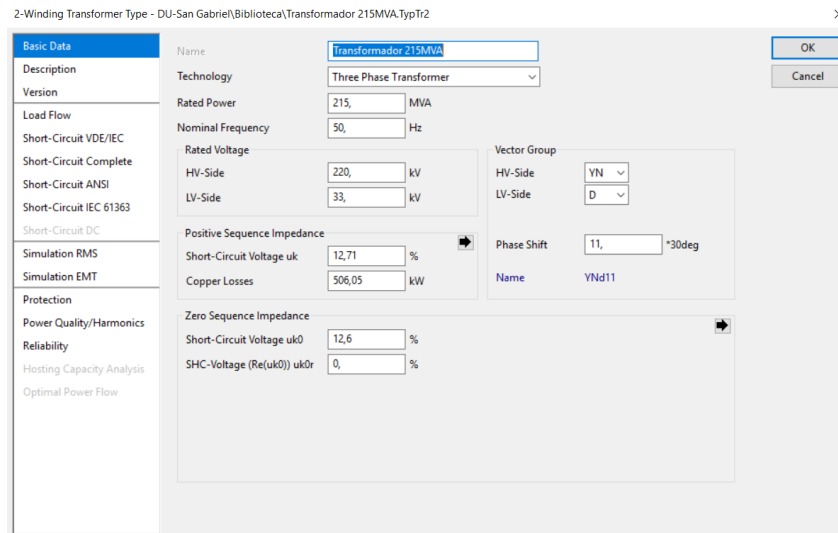 2-Winding Transformer Type - DU-San Gabriel\Biblioteca\Transformador 215MVA.TypTr2
Basic Data
Description
Version
Load Flow
Short-Circuit VDE/IEC
Short-Circuit Complete
Short-Circuit ANSI
Short-Circuit IEC 61363
Short-Circuit DC
Simulation RMS
Simulation EMT
Protection
Power Quality/Harmonics
Reliability
Hosting Capacity Analysis
Optimal Power Flow
Name Transformador 215MVA
Technology Three Phase Transformer
Rated Power 215, MVA
Nominal Frequency 50, Hz
Rated Voltage
HV-Side 220, kV
LV-Side 33, kV
Vector Group
HV-Side YN
LV-Side D
Phase Shift 11, *30deg
Name YNd11
Positive Sequence Impedance
Short-Circuit Voltage uk 12,71 %
Copper Losses 506,05 kW
Zero Sequence Impedance
Short-Circuit Voltage uk0 12,6 %
SHC-Voltage (Re(uk0)) uk0r 0, %
OK
Cancel